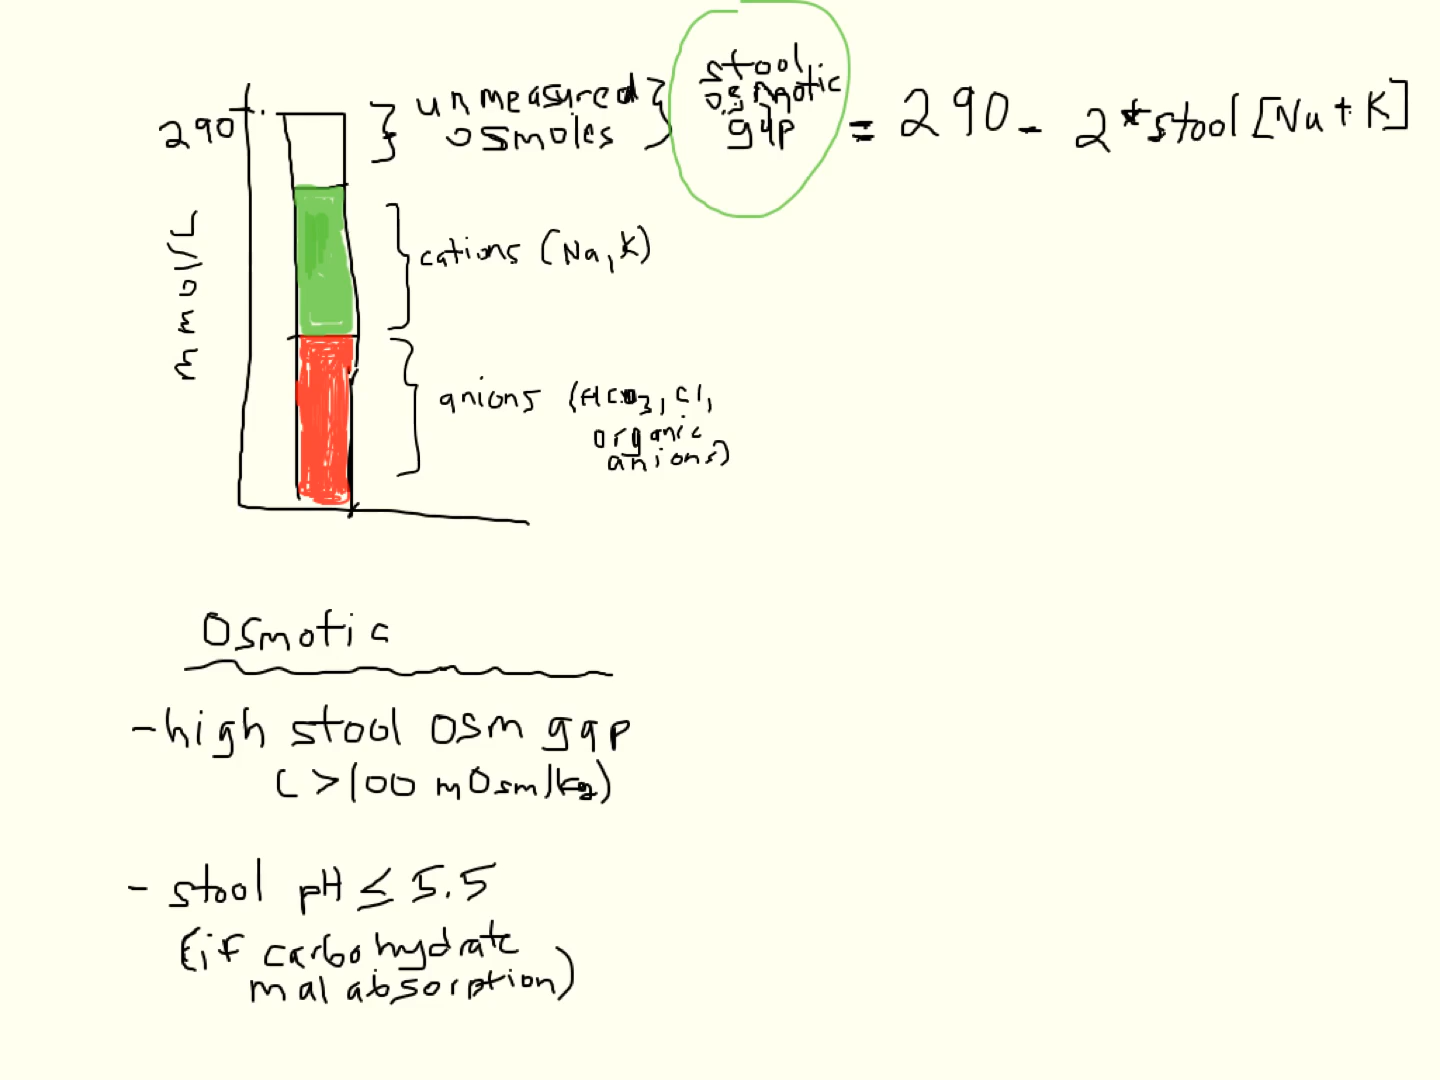 290
mmol/L
unmeasured
osmoles
stool
osmotic
gap
= 290 - 2*stool [Na + K]
cations (Na, K)
anions (HCO3, Cl,
organic
anions)
Osmotic
- high stool osm gap
( >100 mOsm/kg)
- stool pH ≤ 5.5
(if carbohydrate
malabsorption)